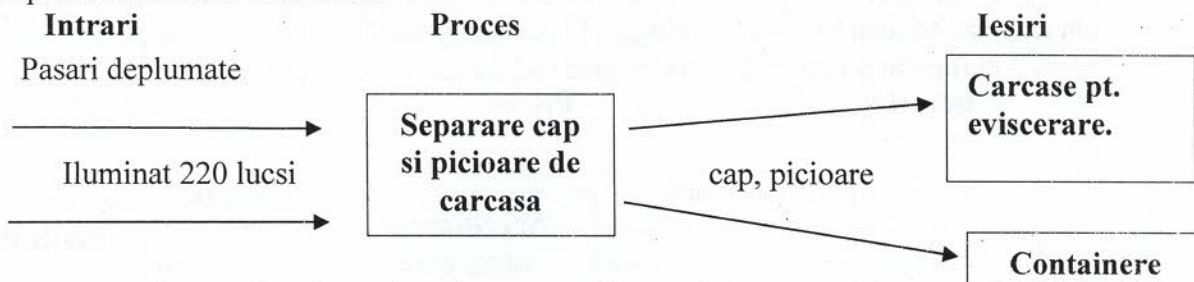 Intrari Proces Iesiri
Pasari deplumate
Carcase pt.
eviscerare.
Separare cap
si picioare de
carcasa
Iluminat 220 lucsi
cap, picioare
Containere